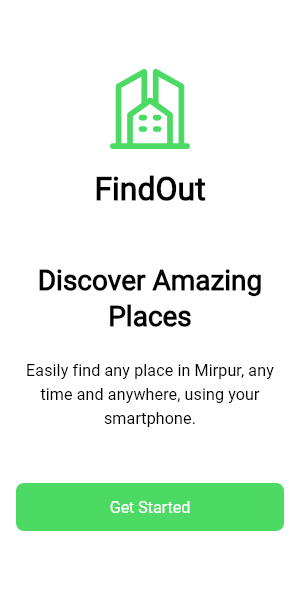 FindOut
Discover Amazing
Places
Easily find any place in Mirpur, any
time and anywhere, using your
smartphone.
Get Started